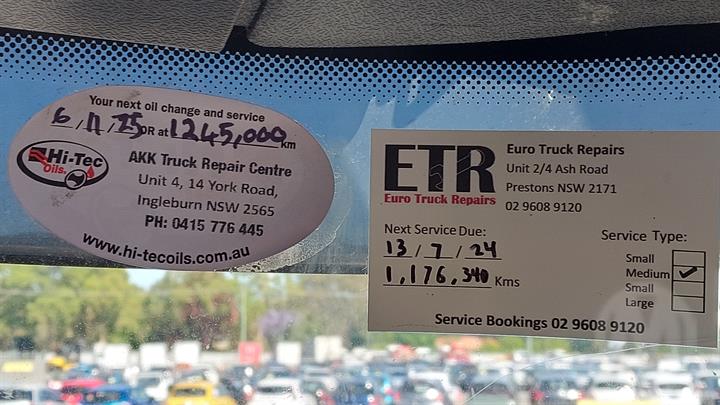 Your next oil change and service
6/11/25 OR at 1245,000 km
Hi-Tec
Oils.
AKK Truck Repair Centre
Unit 4, 14 York Road,
Ingleburn NSW 2565
PH: 0415 776 445
www.hi-tecoils.com.au
ETR
Euro Truck Repairs
Euro Truck Repairs
Unit 2/4 Ash Road
Prestons NSW 2171
02 9608 9120
Next Service Due:
13/7/24
1,176,340 Kms
Service Type:
Small
Medium ✓
Small
Large
Service Bookings 02 9608 9120